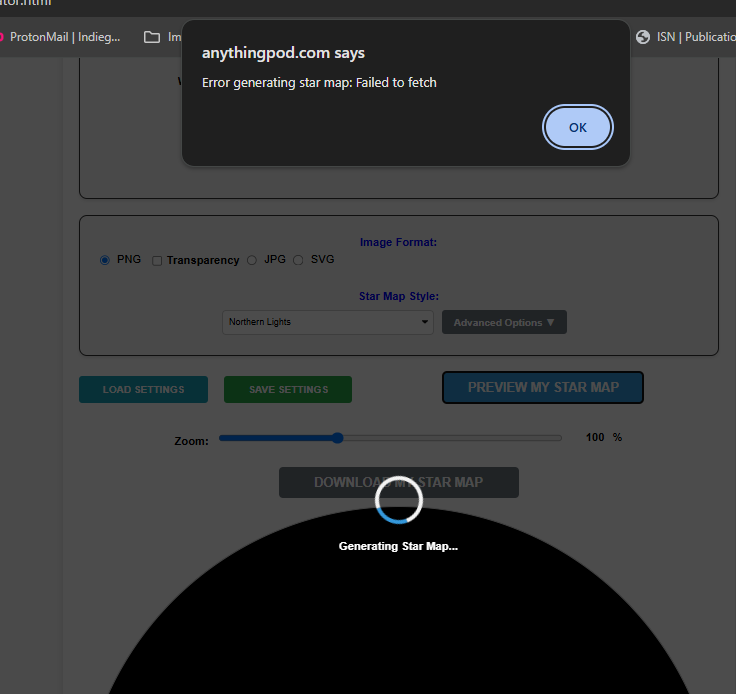 ator.html
ProtonMail | Indieg...
Im
ISN | Publicatio
anythingpod.com says
Error generating star map: Failed to fetch
OK
Image Format:
PNG Transparency JPG SVG
Star Map Style:
Northern Lights
Advanced Options ▼
LOAD SETTINGS
SAVE SETTINGS
PREVIEW MY STAR MAP
Zoom:
100 %
DOWNLOAD MY STAR MAP
Generating Star Map...